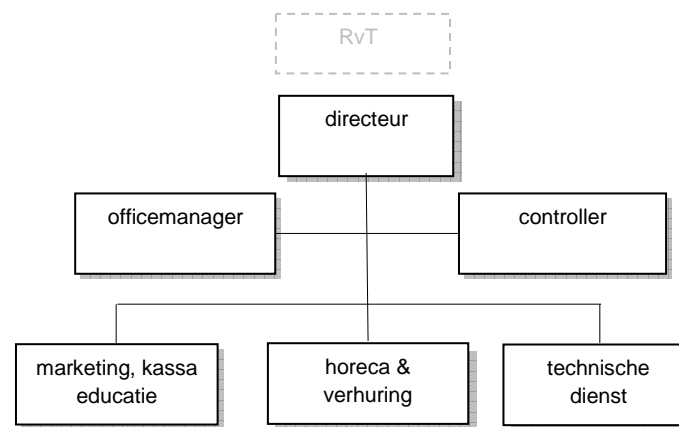 RvT
directeur
officemanager
controller
marketing, kassa
educatie
horeca &
verhuring
technische
dienst